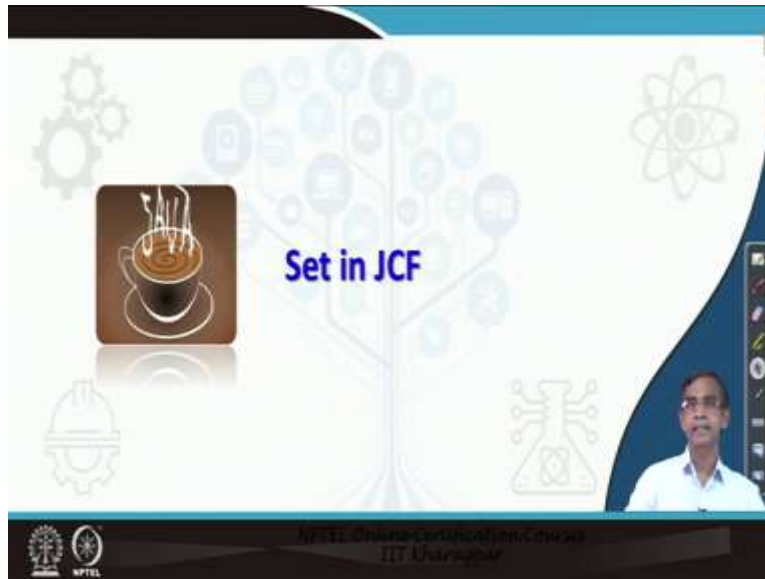 JAVA
Set in JCF
NPTEL Online Certification Courses
IIT Kharagpur
NPTEL